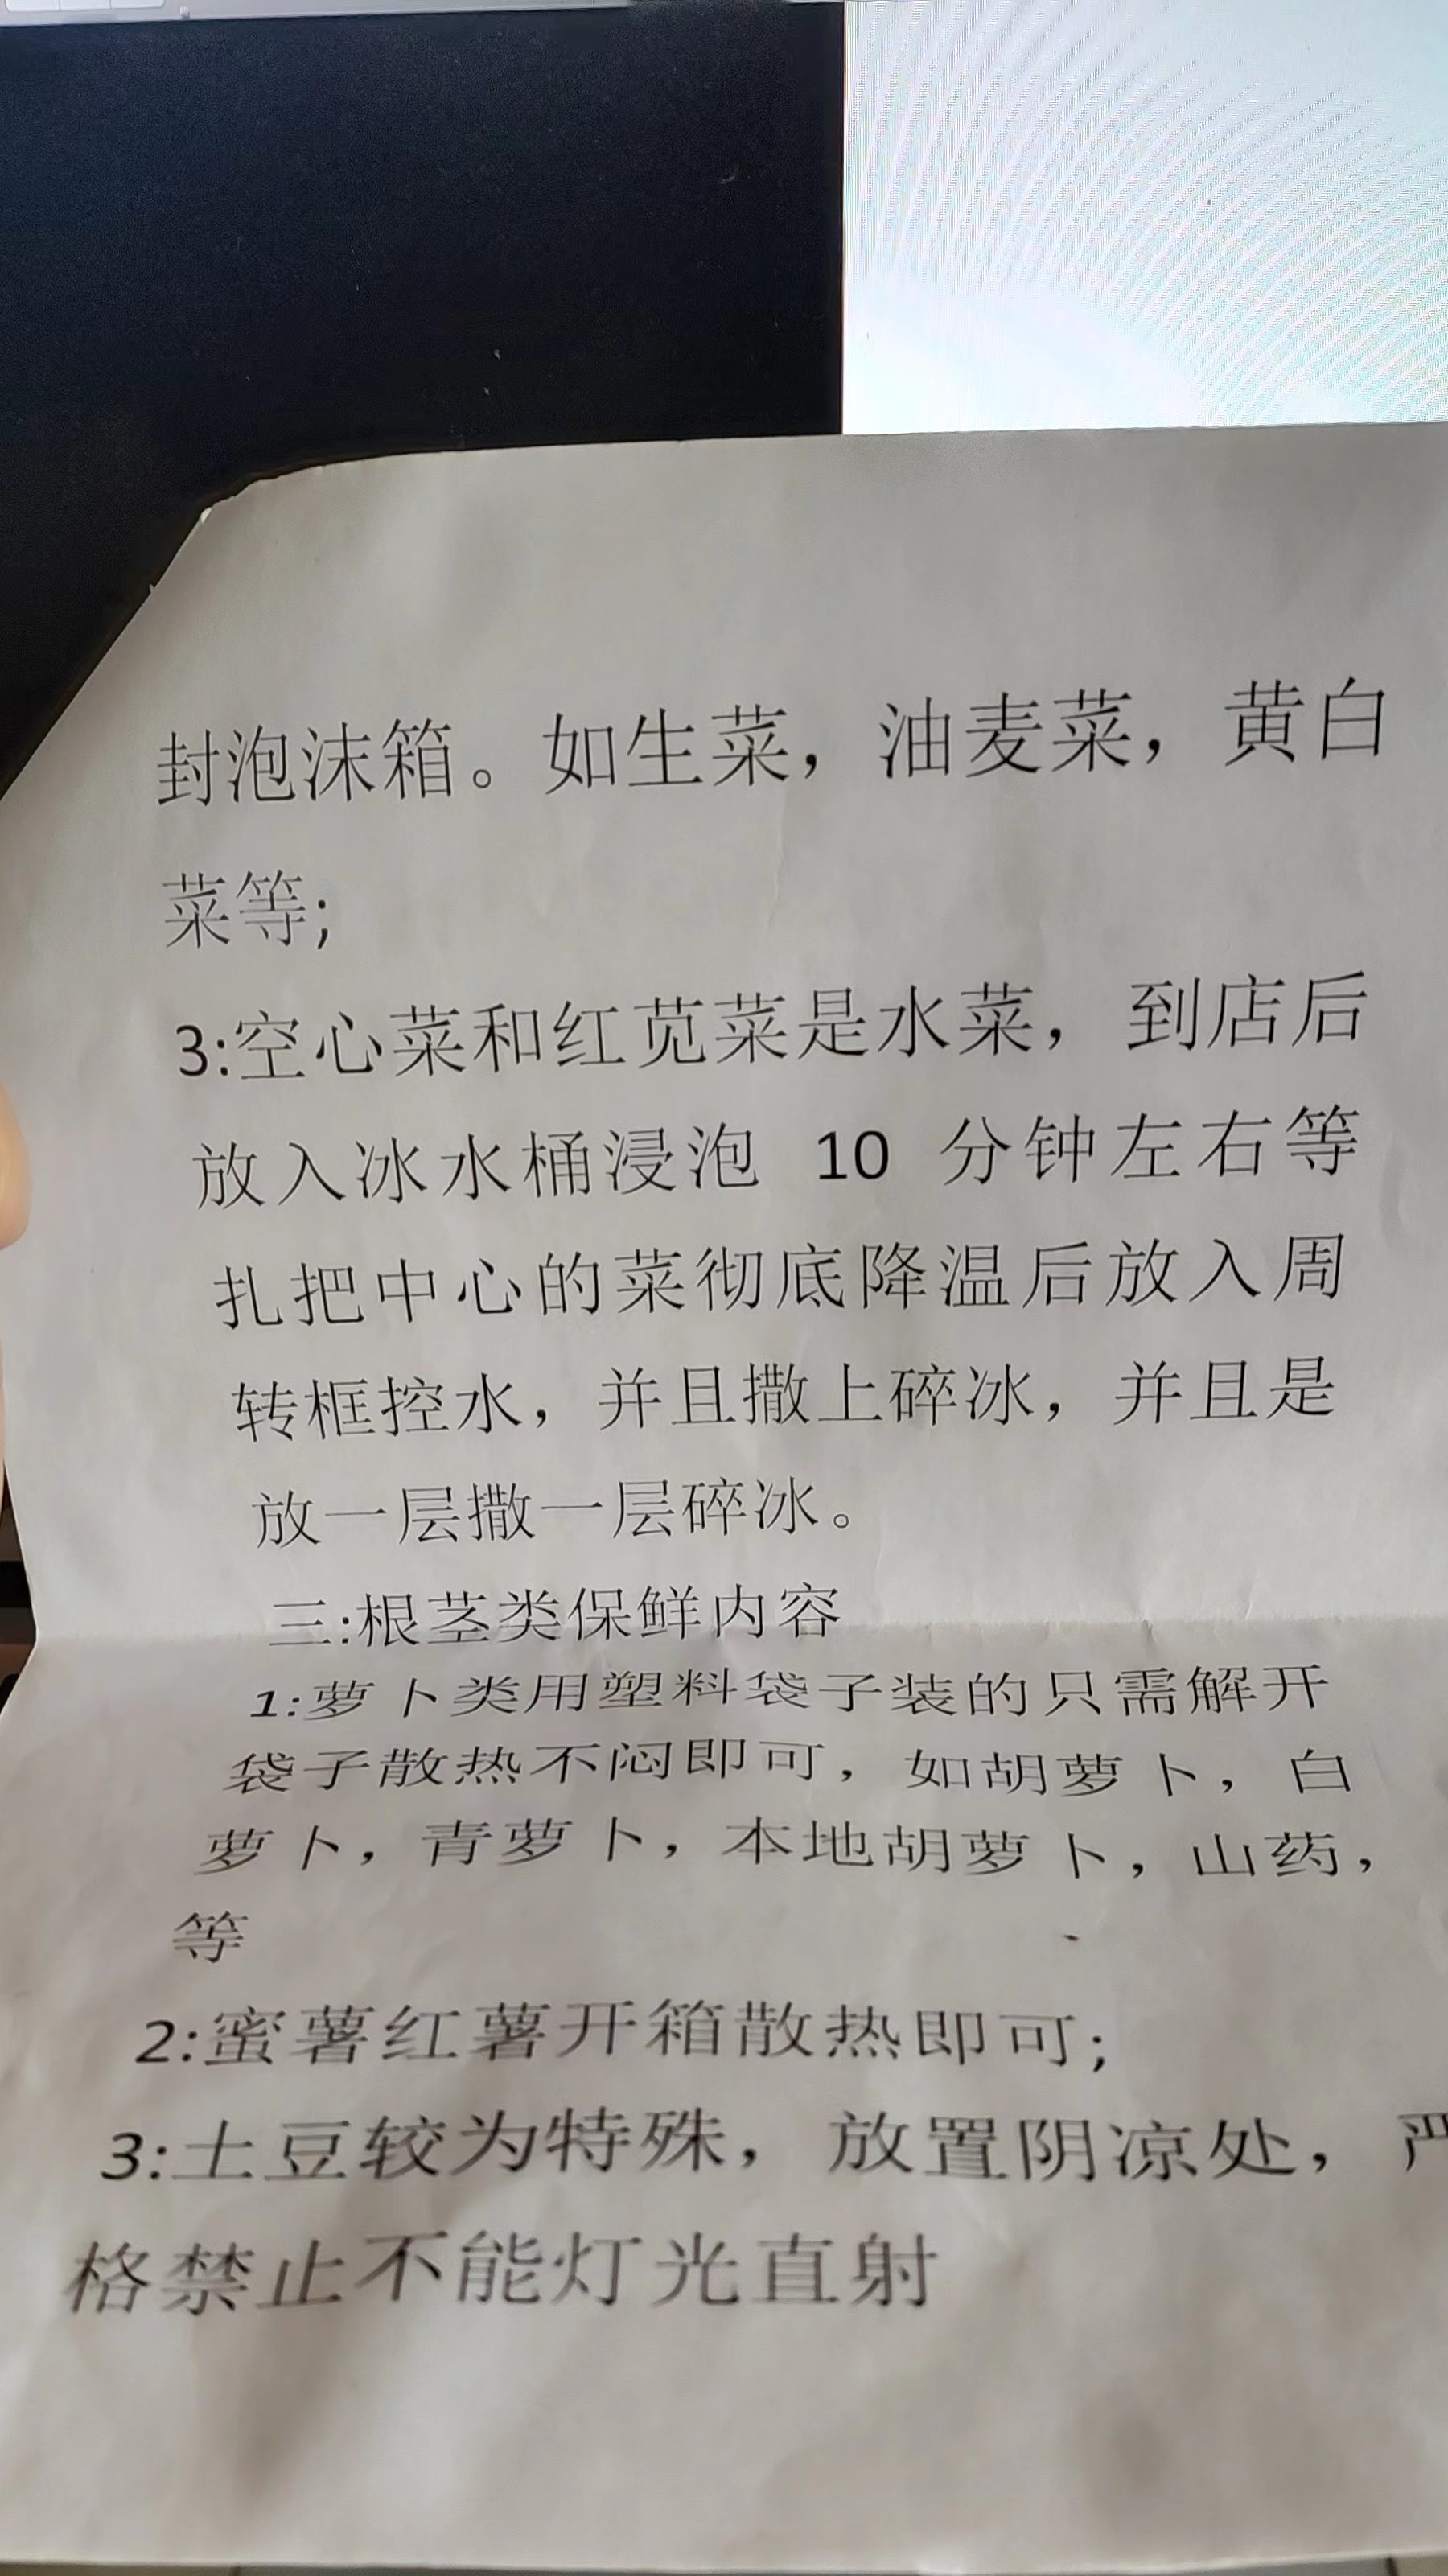 封泡沫箱。如生菜，油麦菜，黄白
菜等;
3:空心菜和红苋菜是水菜，到店后
放入冰水桶浸泡 10 分钟左右等
扎把中心的菜彻底降温后放入周
转框控水，并且撒上碎冰，并且是
放一层撒一层碎冰。
三:根茎类保鲜内容
1:萝卜类用塑料袋子装的只需解开
袋子散热不闷即可，如胡萝卜，白
萝卜，青萝卜，本地胡萝卜，山药，
等
2:蜜薯红薯开箱散热即可;
3:土豆较为特殊，放置阴凉处，严
格禁止不能灯光直射